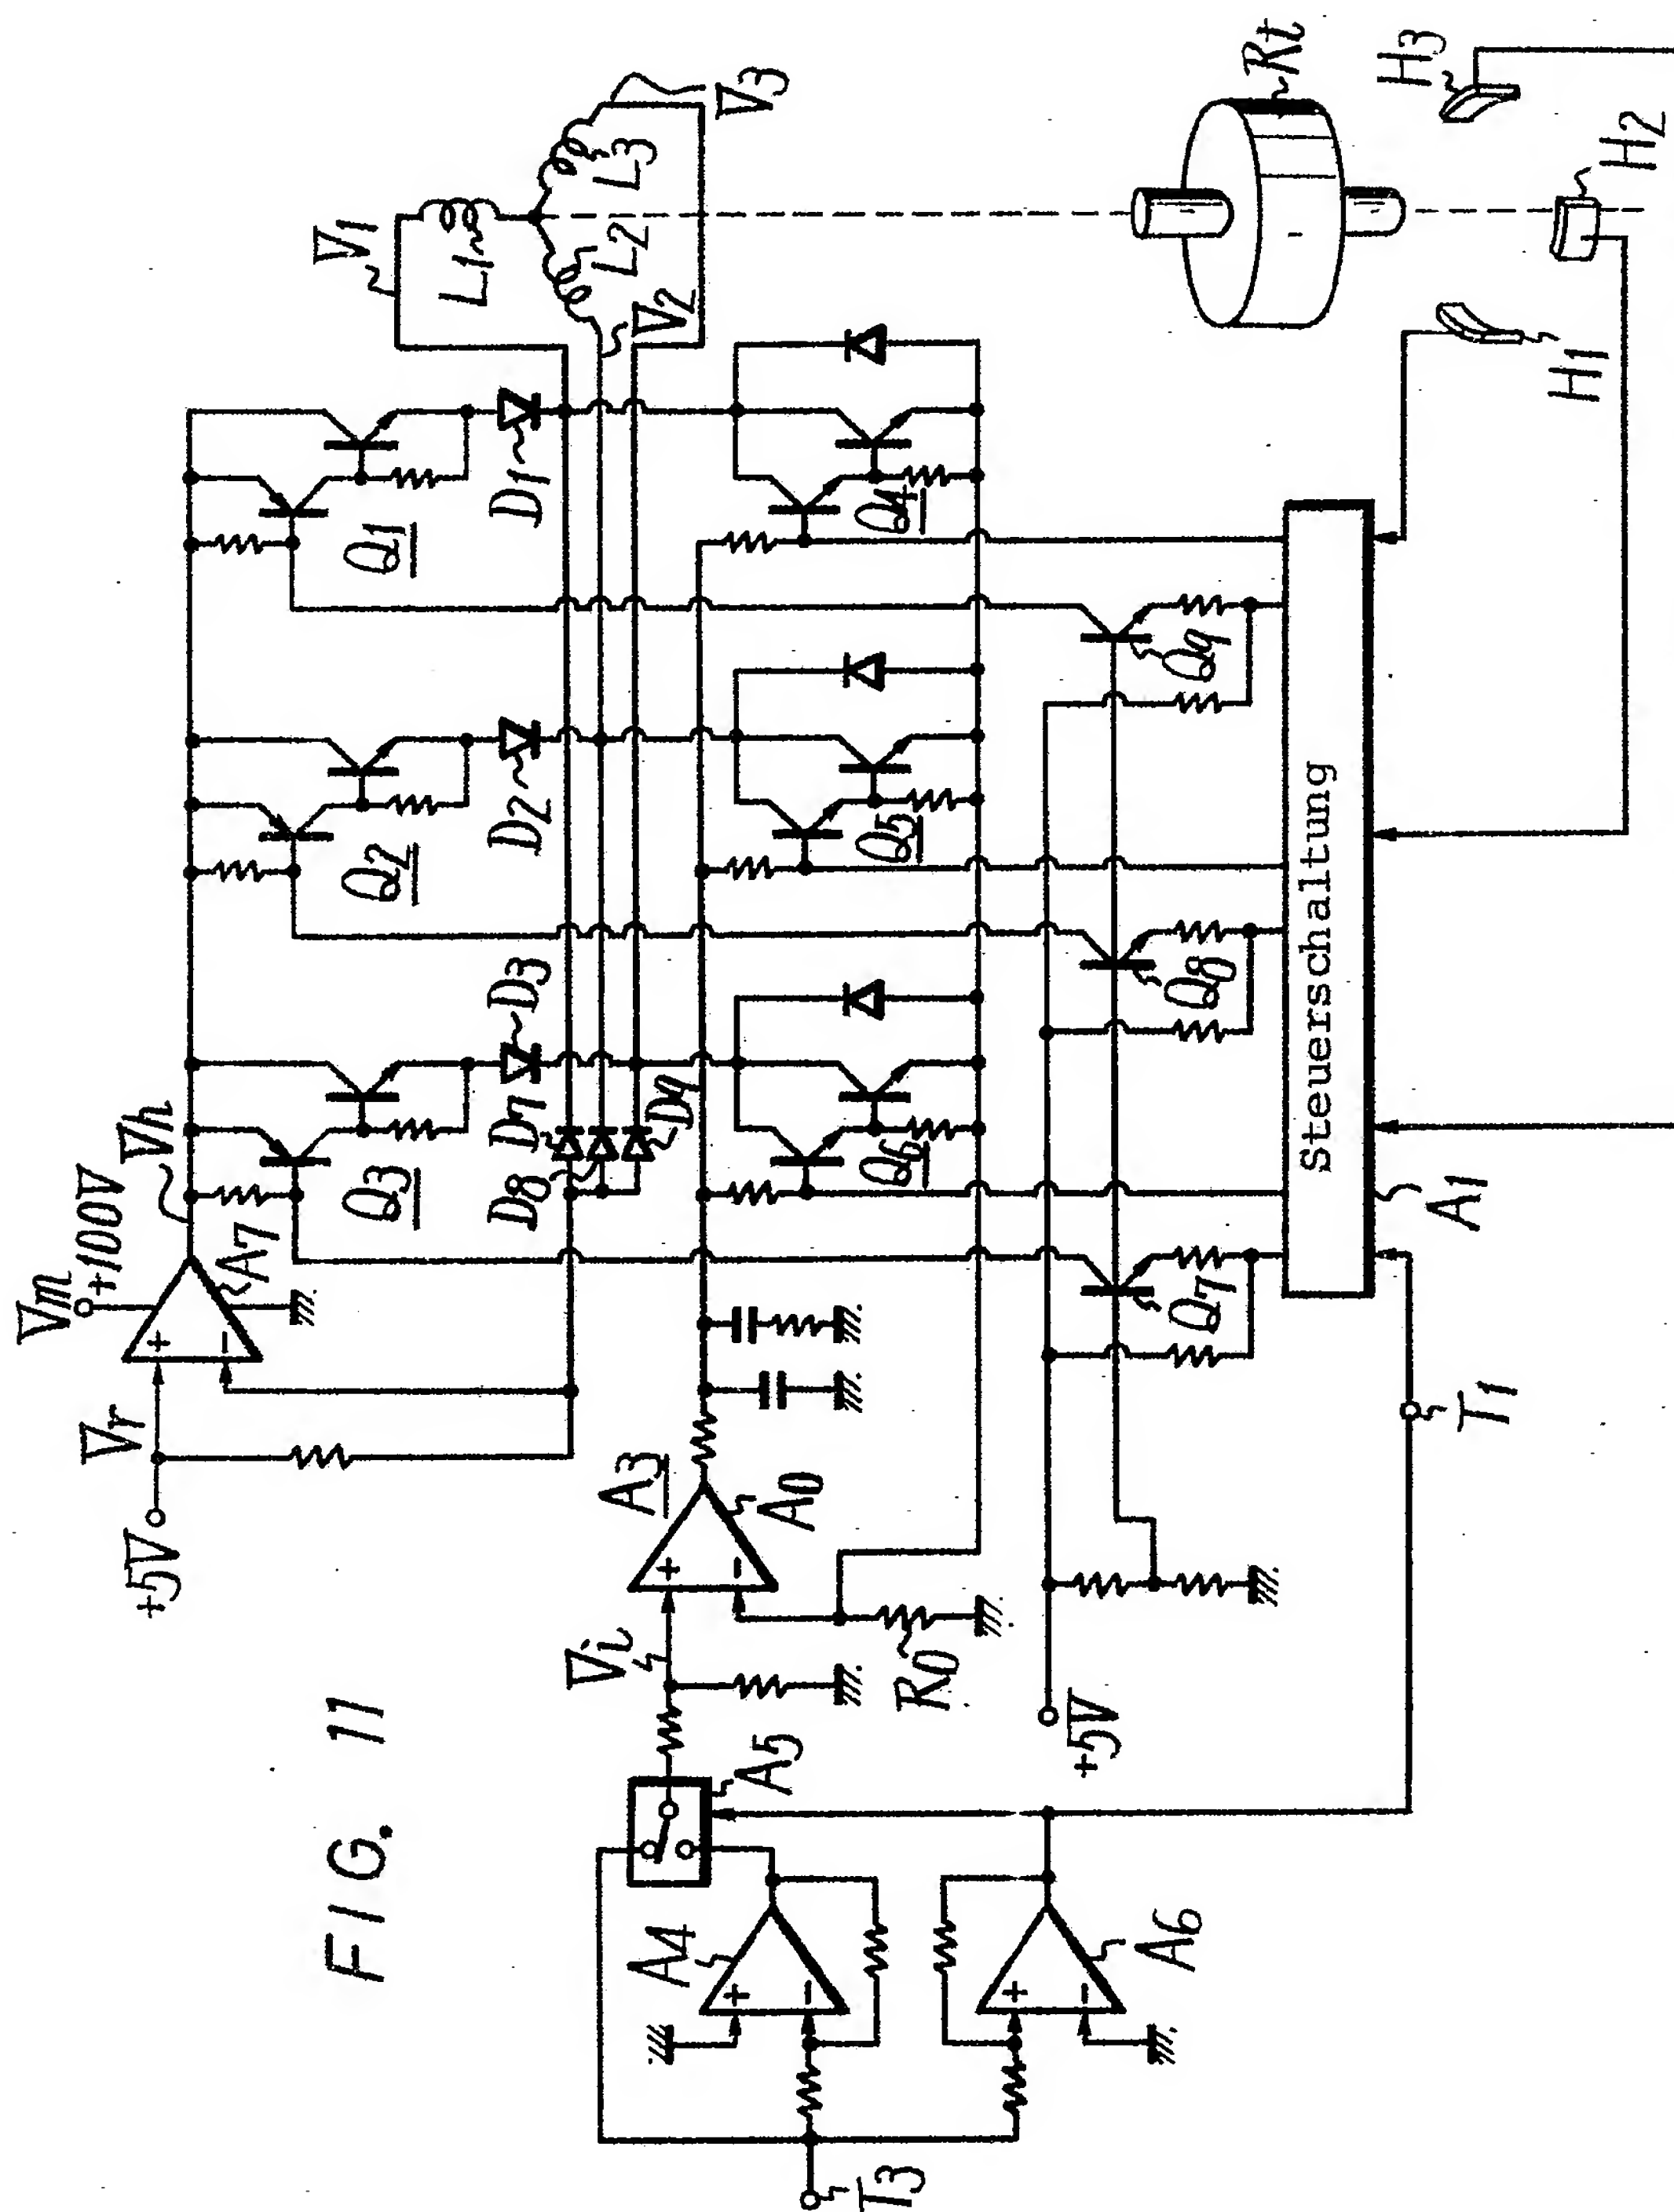 FIG. 11
Vm
+100V
Vh
A7
Vr
+5V
Q3
Q2
Q1
D3
D2
D1
D7
D8
D9
V1
V2
V3
L1
L2
L3
A3
A0
Vi
R0
A5
A4
A6
T3
Q6
Q5
Q4
+5V
Q7
Q8
Q9
Steuerschaltung
A1
T1
Rt
H1
H2
H3